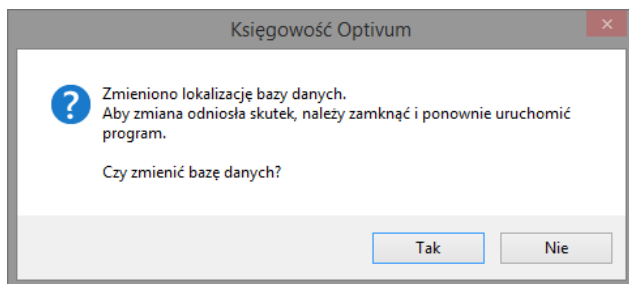 Księgowość Optivum
Zmieniono lokalizację bazy danych.
Aby zmiana odniosła skutek, należy zamknąć i ponownie uruchomić
program.
Czy zmienić bazę danych?
Tak
Nie